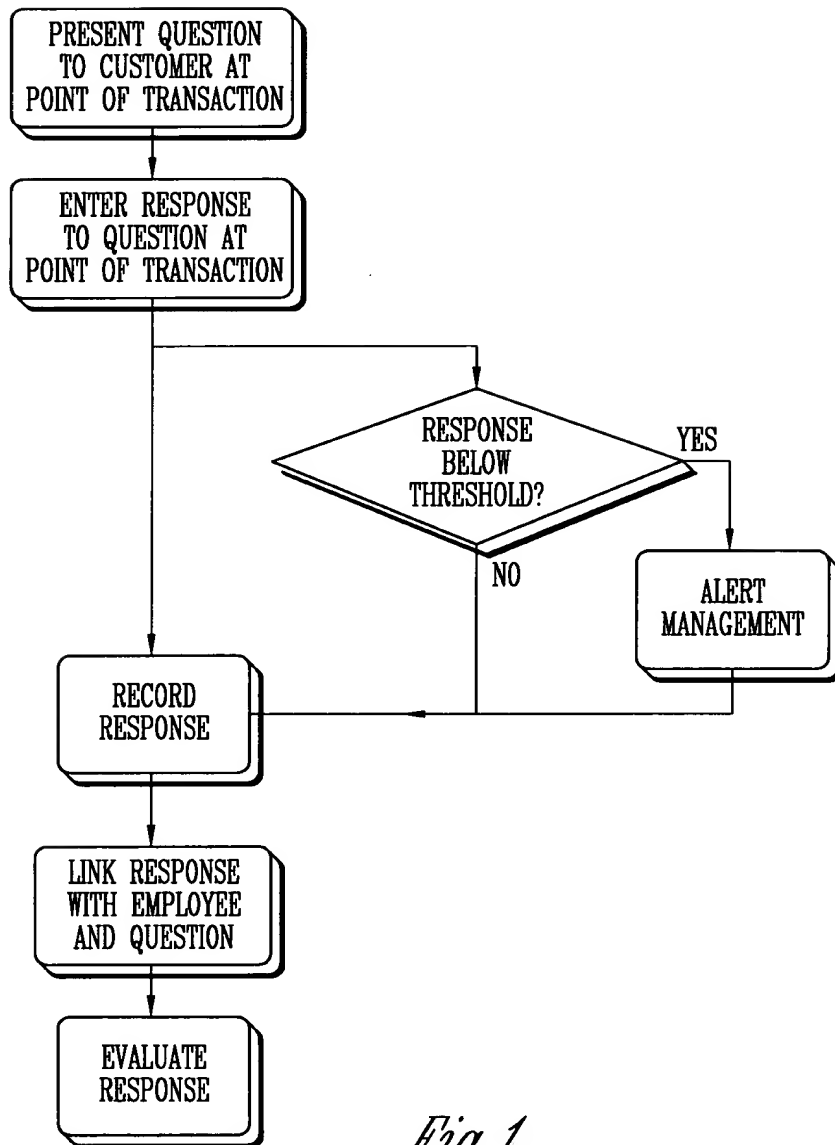 PRESENT QUESTION
TO CUSTOMER AT
POINT OF TRANSACTION
ENTER RESPONSE
TO QUESTION AT
POINT OF TRANSACTION
RESPONSE
BELOW
THRESHOLD?
YES
NO
ALERT
MANAGEMENT
RECORD
RESPONSE
LINK RESPONSE
WITH EMPLOYEE
AND QUESTION
EVALUATE
RESPONSE
Fig. 1